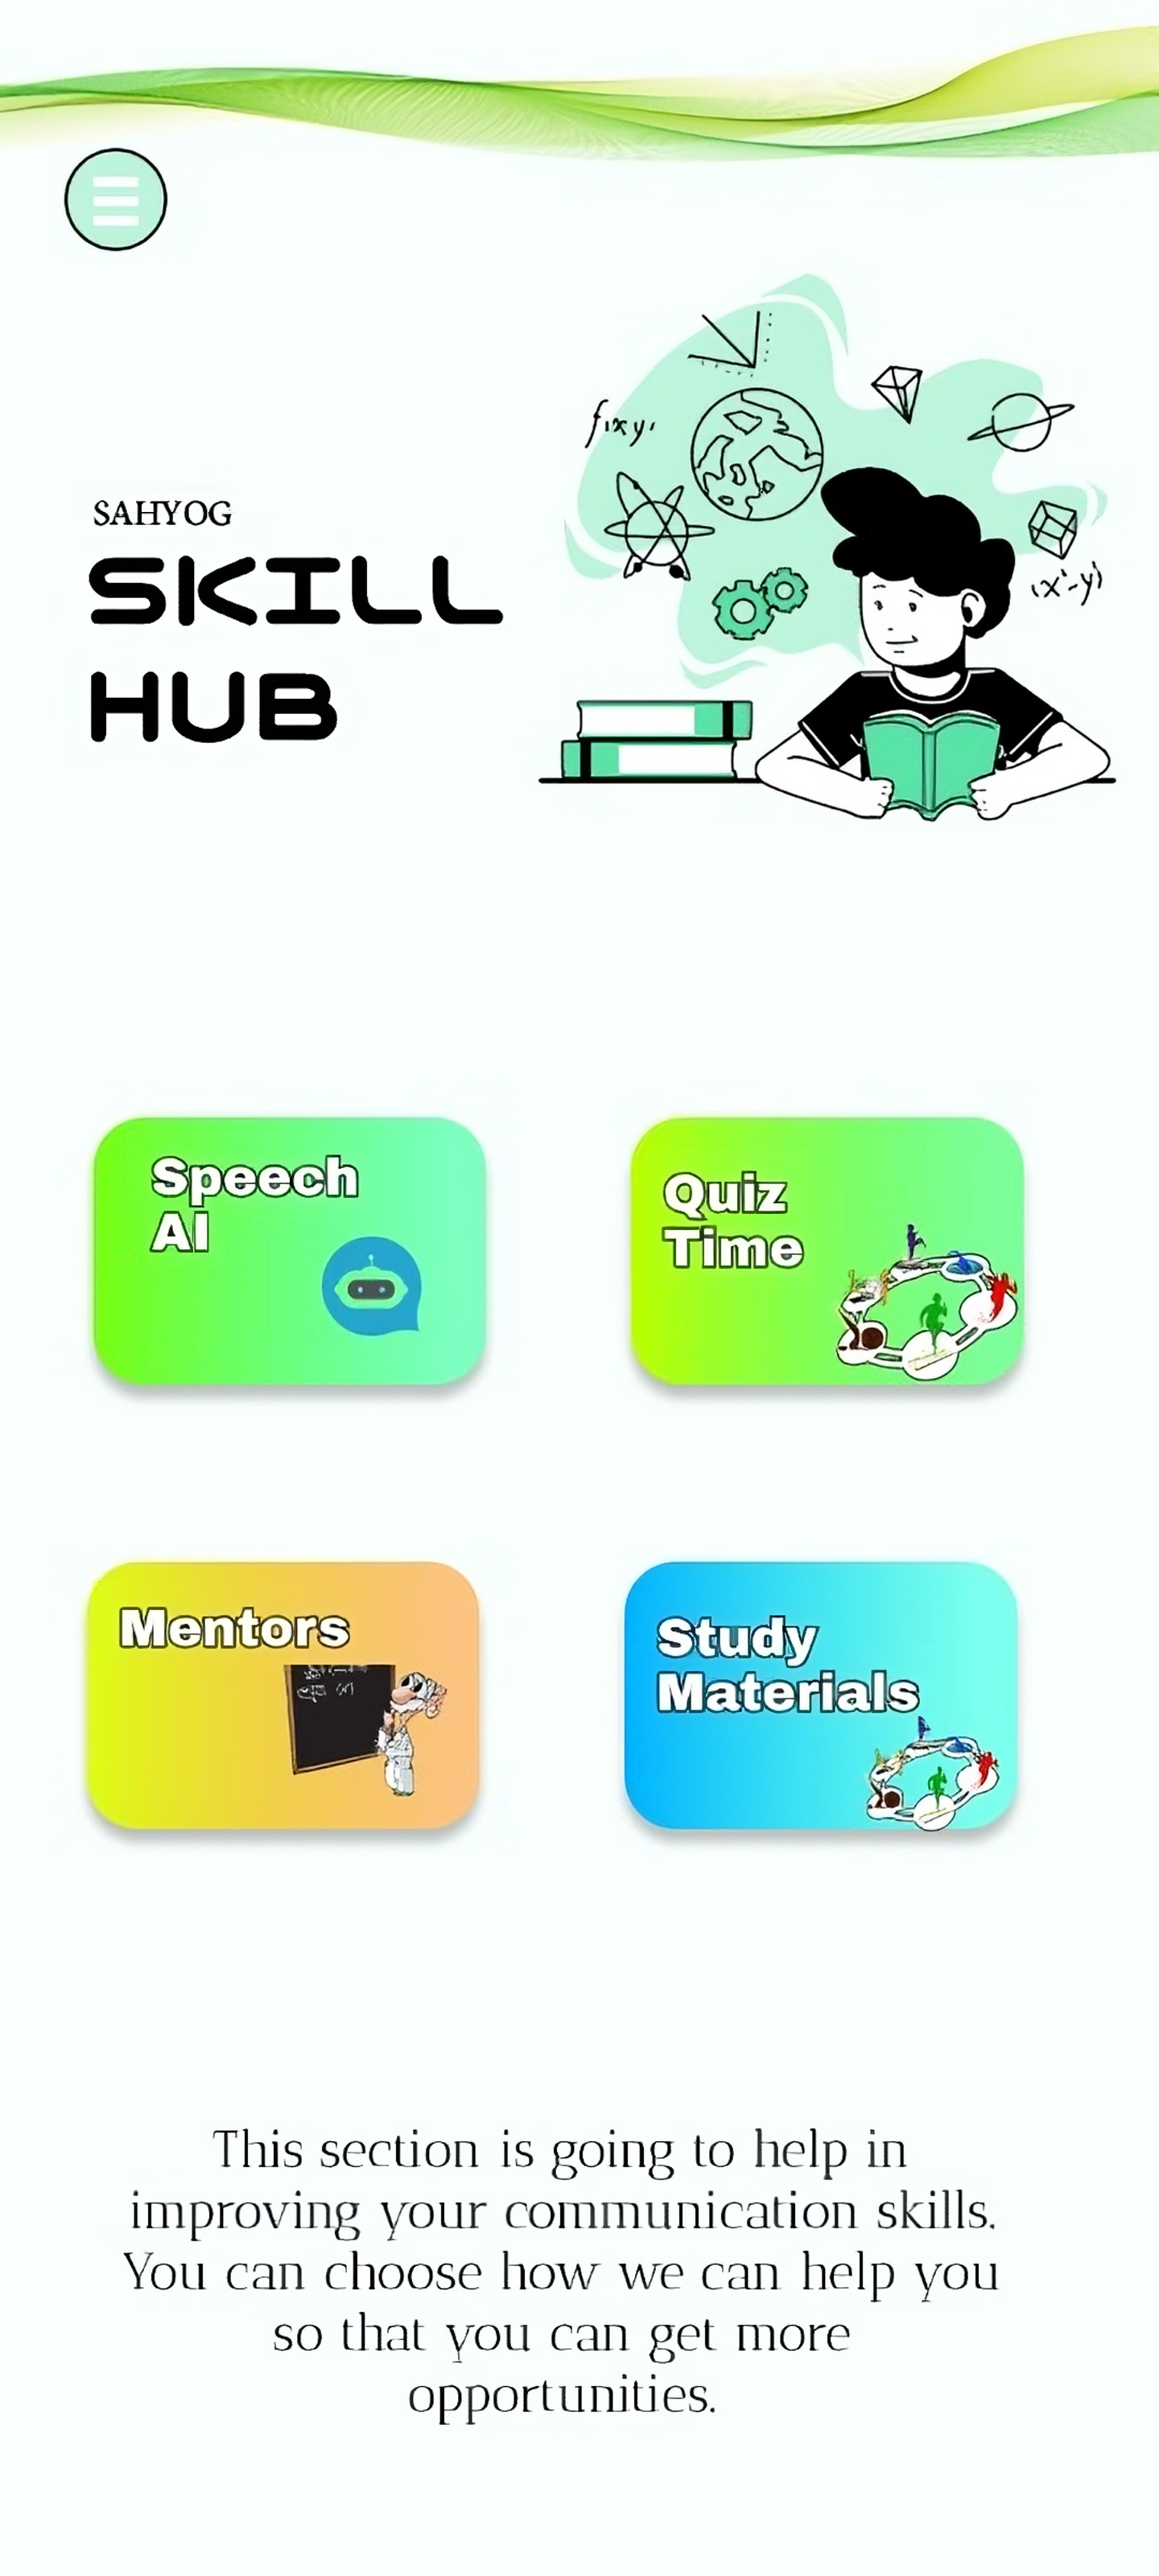 SAHYOG
SKILL
HUB
Speech
AI
Quiz
Time
Mentors
Study
Materials
This section is going to help in
improving your communication skills.
You can choose how we can help you
so that you can get more
opportunities.